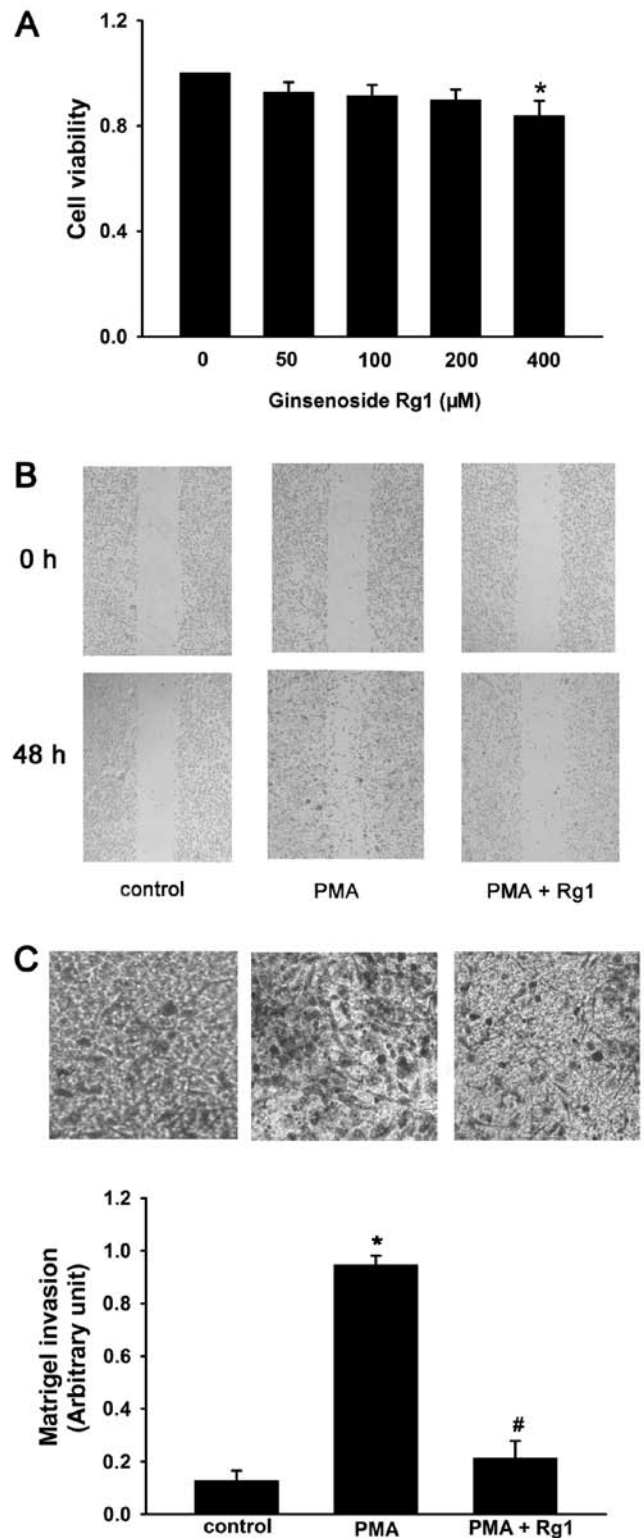 A
1.2
*
0.8
0.4
0.0
Cell viability
0 50 100 200 400
Ginsenoside Rg1 (µM)
B
0 h
48 h
control PMA PMA + Rg1
C
1.2
*
1.0
0.8
0.6
0.4
#
0.2
0.0
Matrigel invasion
(Arbitrary unit)
control PMA PMA + Rg1